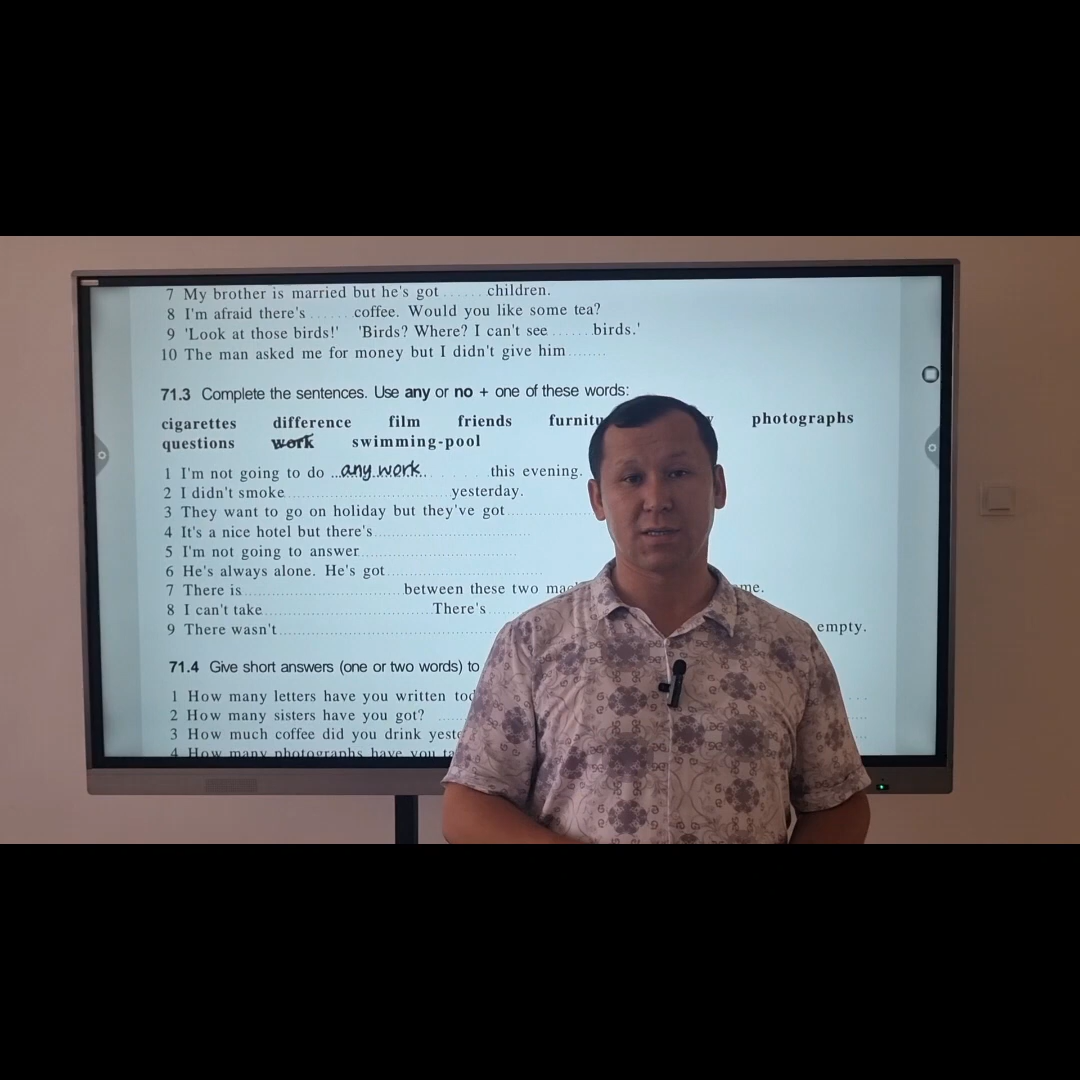 7 My brother is married but he's got ...... children.
8 I'm afraid there's ...... coffee. Would you like some tea?
9 'Look at those birds!' 'Birds? Where? I can't see ...... birds.'
10 The man asked me for money but I didn't give him ........
71.3 Complete the sentences. Use any or no + one of these words:
cigarettes difference film friends photographs
questions work swimming-pool
1 I'm not going to do ...any work... this evening.
2 I didn't smoke ............ yesterday.
3 They want to go on holiday but they've got ............
4 It's a nice hotel but there's ............
5 I'm not going to answer ............
6 He's always alone. He's got ............
7 There is ............ between these two
8 I can't take ............ There's ......
9 There wasn't ............ empty.
71.4 Give short answers (one or two words) to
1 How many letters have you written
2 How many sisters have you got? ......
3 How much coffee did you drink
4 How many photographs have you